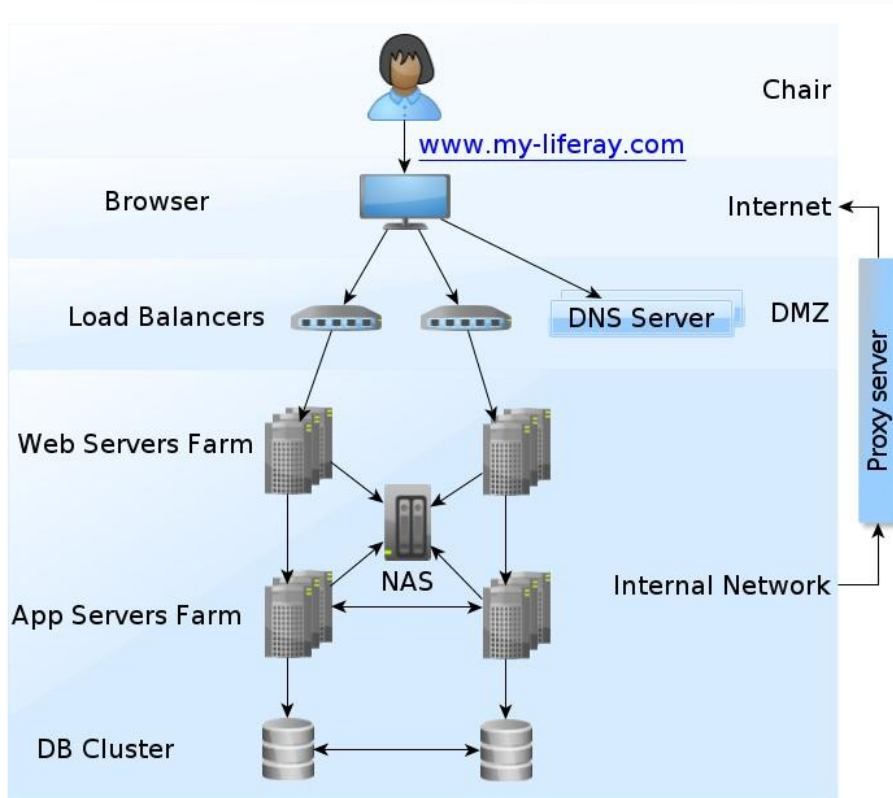 Chair
www.my-liferay.com
Browser
Internet
Load Balancers
DNS Server
DMZ
Proxy server
Web Servers Farm
NAS
Internal Network
App Servers Farm
DB Cluster